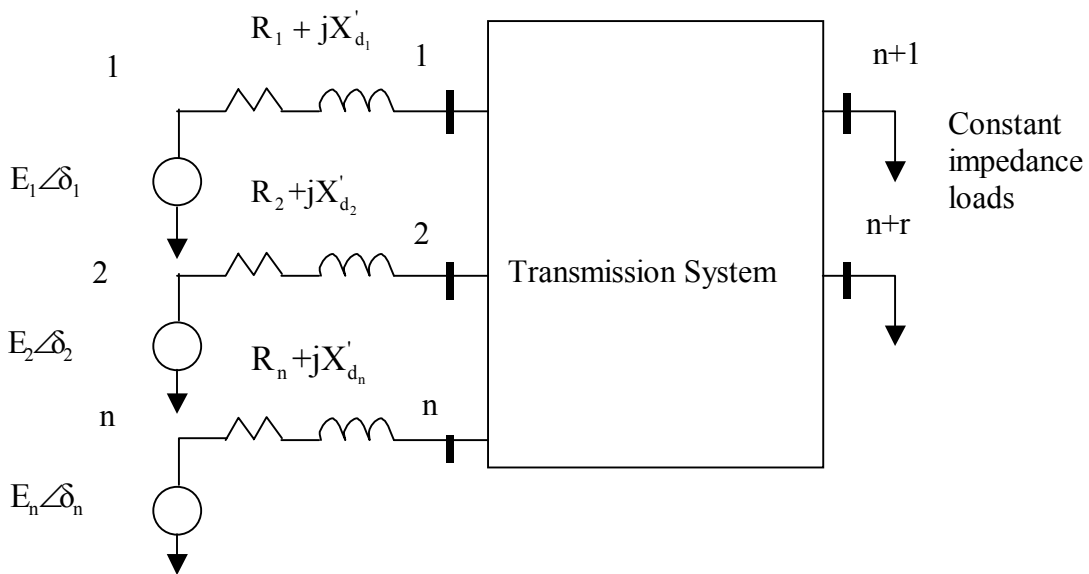 R₁ + jX'd₁
1
1
n+1
Constant
impedance
loads
E₁∠δ₁
R₂ +jX'd₂
2
n+r
2
Transmission System
E₂∠δ₂
Rₙ +jX'dₙ
n
n
Eₙ∠δₙ